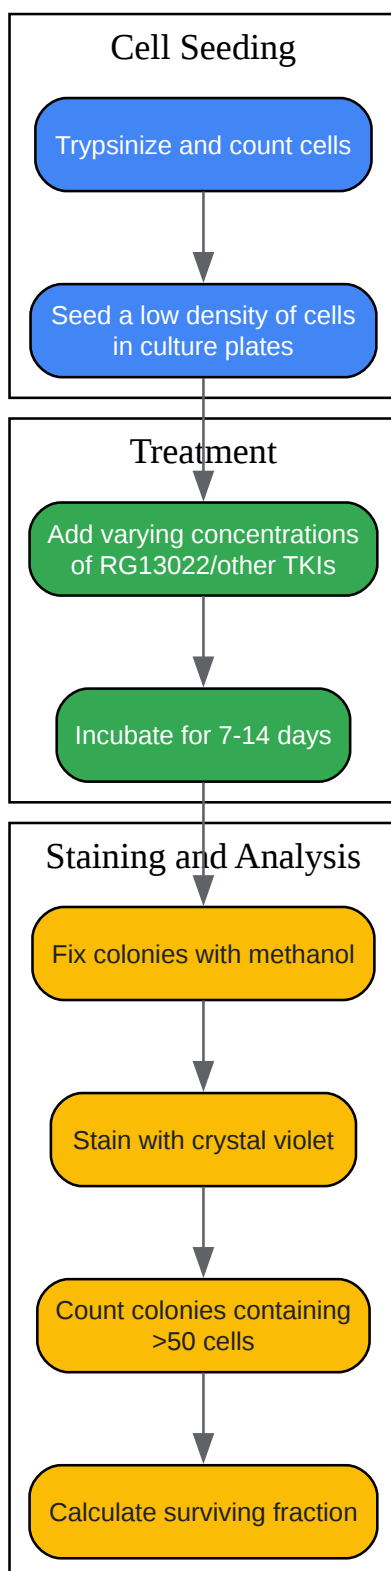 Cell Seeding
Trypsinize and count cells
Seed a low density of cells
in culture plates
Treatment
Add varying concentrations
of RG13022/other TKIs
Incubate for 7-14 days
Staining and Analysis
Fix colonies with methanol
Stain with crystal violet
Count colonies containing
>50 cells
Calculate surviving fraction